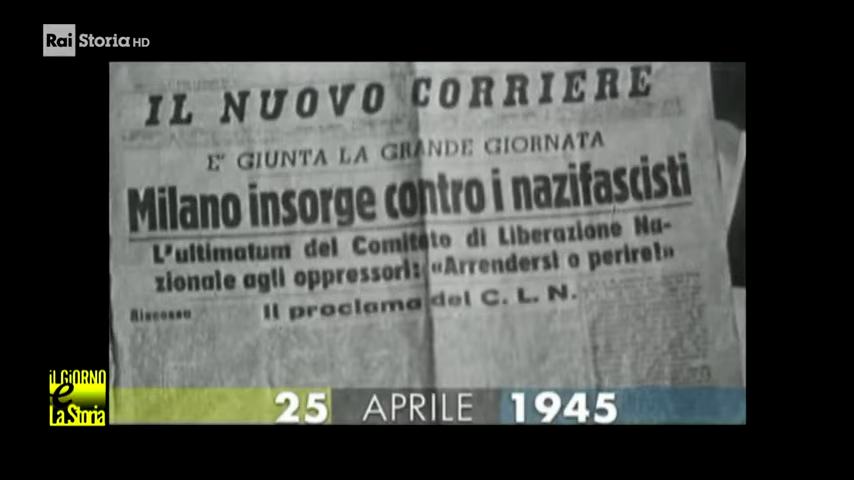 Rai Storia HD
IL NUOVO CORRIERE
E' GIUNTA LA GRANDE GIORNATA
Milano insorge contro i nazifascisti
L'ultimatum del Comitato di Liberazione Na-
zionale agli oppressori: «Arrendersi o perire!»
Riscossa
Il proclama del C. L. N.
iL GiORNO
è
La Storia
25 APRILE 1945